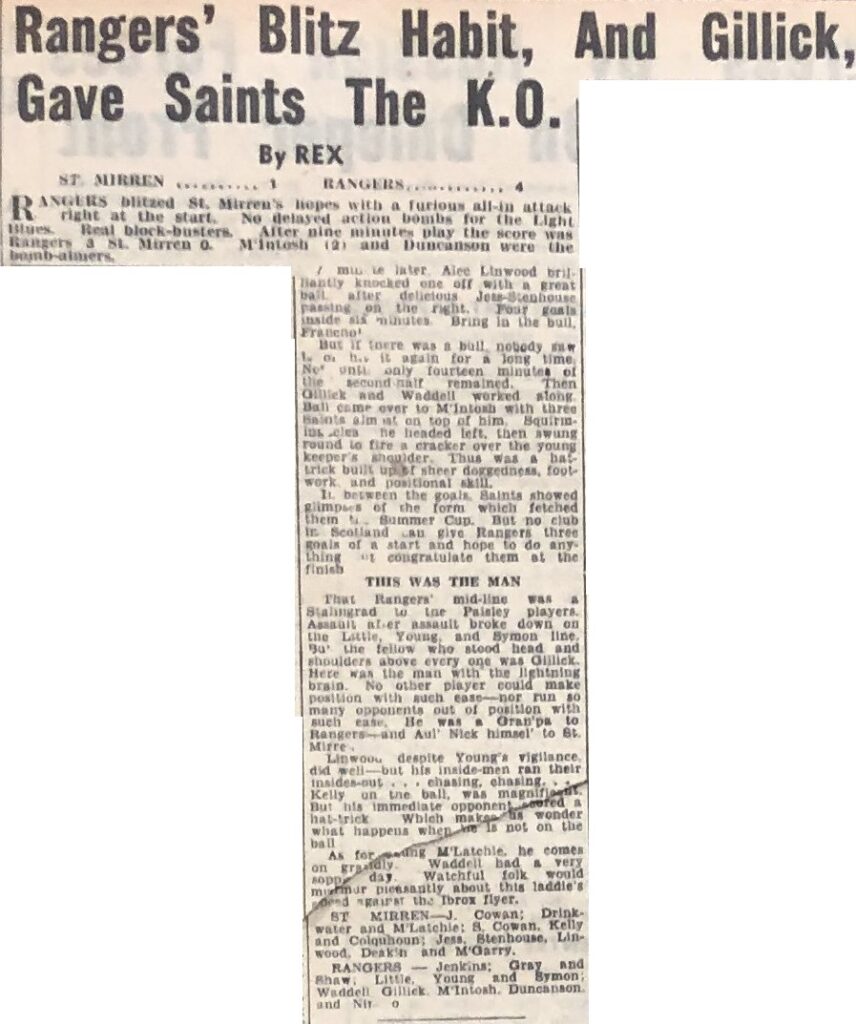 Rangers' Blitz Habit, And Gillick,
Gave Saints The K.O.
By REX
ST. MIRREN .......... 1 RANGERS............. 4
RANGERS blitzed St. Mirren's hopes with a furious all-in attack
right at the start. No delayed action bombs for the Light
Blues. Real block-busters. After nine minutes play the score was
Rangers 3 St. Mirren 0. M'Intosh (2) and Duncanson were the
bomb-aimers.
later, Alec Linwood bril-
liantly knocked one off with a great
ball, after delicious Jess-Stenhouse
passing on the right. Four goals
inside six minutes. Bring in the bull,
Franco!
But if there was a bull, nobody saw
it again for a long time.
Not until only fourteen minutes of
the second-half remained. Then
Gillick and Waddell worked along.
Ball came over to M'Intosh with three
Saints almost on top of him. Squirm-
he headed left, then swung
round to fire a cracker over the young
keeper's shoulder. Thus was a hat-
trick built up of sheer doggedness, foot-
work, and positional skill.
In between the goals, Saints showed
glimpses of the form which fetched
them the Summer Cup. But no club
in Scotland can give Rangers three
goals of a start and hope to do any-
thing but congratulate them at the
finish
THIS WAS THE MAN
That Rangers' mid-line was a
Stalingrad to the Paisley players.
Assault after assault broke down on
the Little, Young, and Symon line.
But the fellow who stood head and
shoulders above every one was Gillick.
Here was the man with the lightning
brain. No other player could make
position with such ease—nor run so
many opponents out of position with
such ease. He was a Gran'pa to
Rangers—and Aul' Nick himsel' to St.
Mirren.
Linwood despite Young's vigilance,
did well—but his inside-men ran their
insides-out . . . chasing, chasing. . . .
Kelly on the ball, was magnificent.
But his immediate opponent scored a
hat-trick Which makes us wonder
what happens when he is not on the
ball
As for young M'Latchie, he comes
on grandly. Waddell had a very
soppy day. Watchful folk would
murmur pleasantly about this laddie's
speed against the Ibrox flyer.
ST MIRREN—J. Cowan; Drink-
water and M'Latchie; S. Cowan, Kelly
and Colquhoun; Jess, Stenhouse, Lin-
wood, Deakin and M'Garry.
RANGERS — Jenkins; Gray and
Shaw; Little, Young and Symon;
Waddell Gillick, M'Intosh, Duncanson,
and